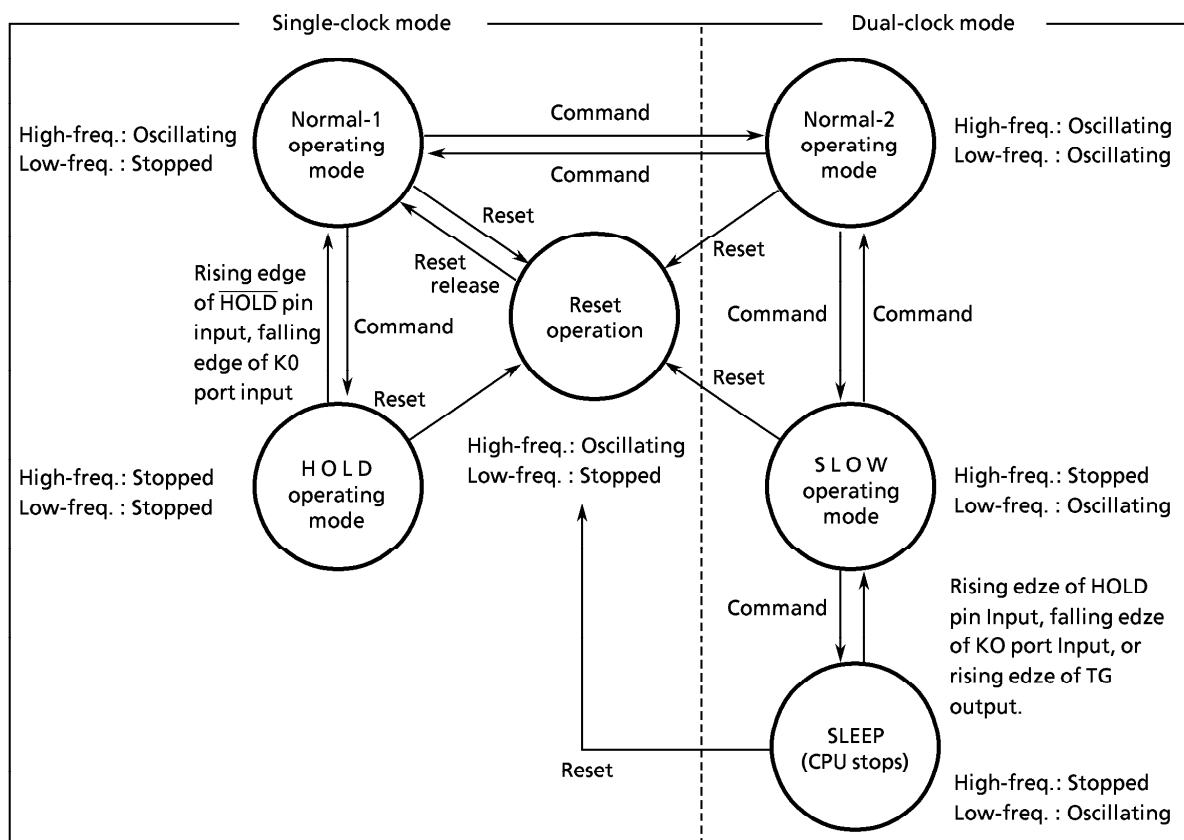 Single-clock mode
Dual-clock mode
High-freq.: Oscillating
Low-freq. : Stopped
Normal-1
operating
mode
Command
Command
Normal-2
operating
mode
High-freq.: Oscillating
Low-freq. : Oscillating
Reset
Reset
release
Reset
Rising edge
of HOLD pin
input, falling
edge of K0
port input
Command
Reset
operation
Command
Command
Reset
Reset
High-freq.: Oscillating
Low-freq. : Stopped
High-freq.: Stopped
Low-freq. : Stopped
H O L D
operating
mode
S L O W
operating
mode
High-freq.: Stopped
Low-freq. : Oscillating
Command
Rising edze of HOLD
pin Input, falling edze
of KO port Input, or
rising edze of TG
output.
SLEEP
(CPU stops)
Reset
High-freq.: Stopped
Low-freq. : Oscillating